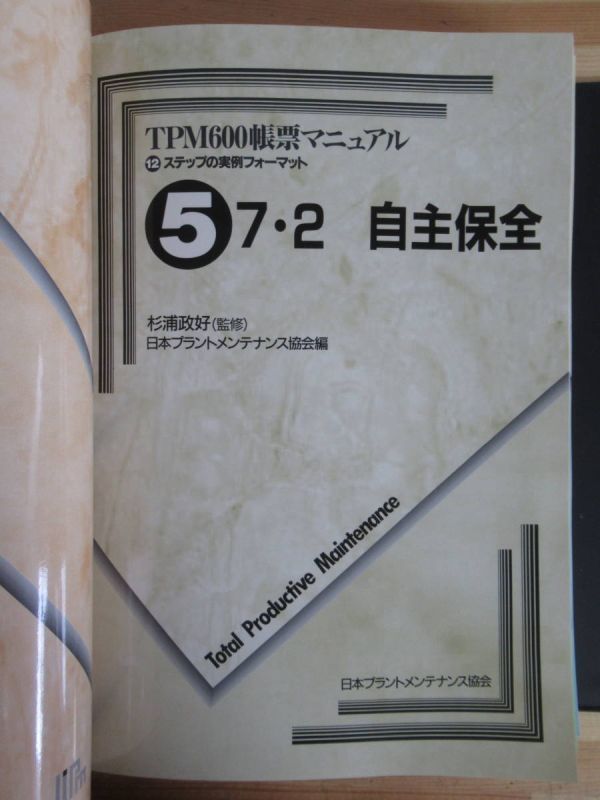 TPM600帳票マニュアル
⑫ステップの実例フォーマット
❺7・2 自主保全
杉浦政好(監修)
日本プラントメンテナンス協会編
Total Productive Maintenance
日本プラントメンテナンス協会